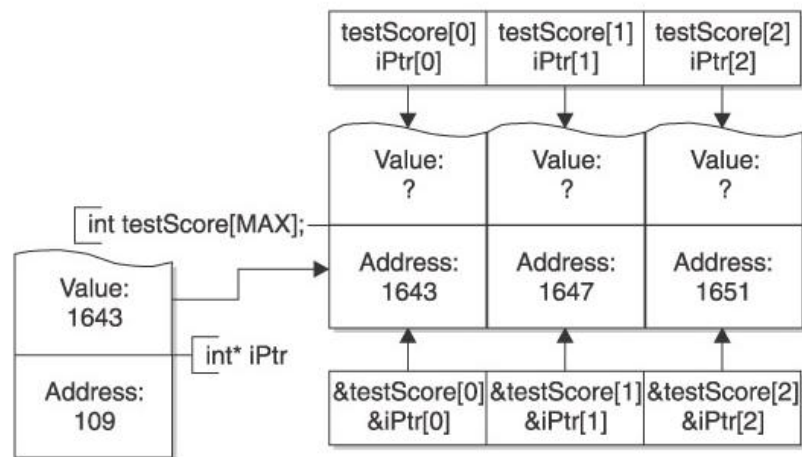 testScore[0] testScore[1] testScore[2]
iPtr[0] iPtr[1] iPtr[2]
Value: Value: Value:
? ? ?
int testScore[MAX];
Address: Address: Address:
1643 1647 1651
Value:
1643
int* iPtr
Address:
109
&testScore[0] &testScore[1] &testScore[2]
&iPtr[0] &iPtr[1] &iPtr[2]